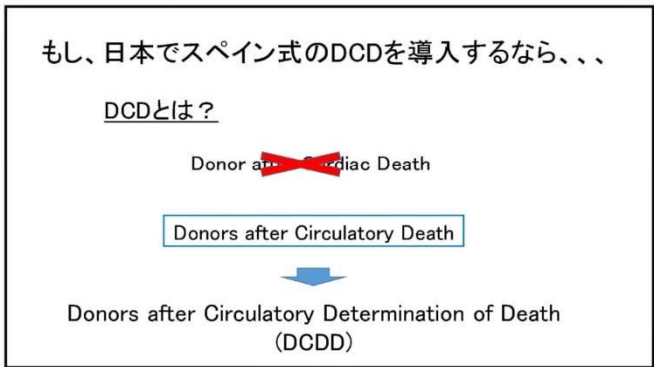 もし、日本でスペイン式のDCDを導入するなら、、、
DCDとは？
Donor after Cardiac Death
Donors after Circulatory Death
Donors after Circulatory Determination of Death
(DCDD)